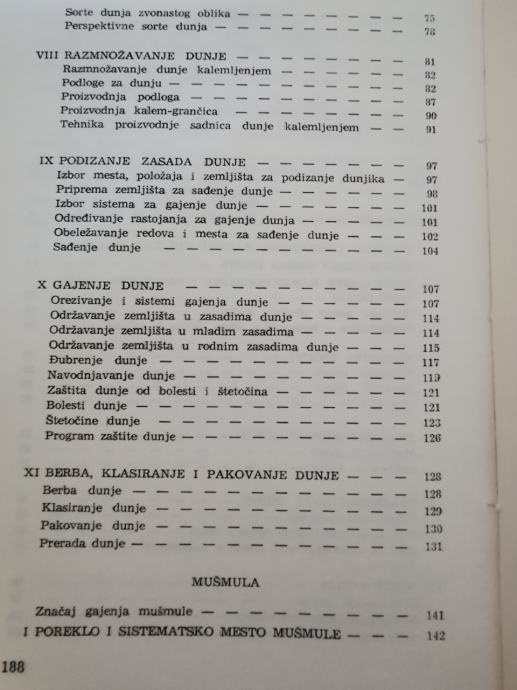 Sorte dunja zvonastog oblika — — — — — — — 75
Perspektivne sorte dunja — — — — — — — — 78
VIII RAZMNOŽAVANJE DUNJE — — — — — — — 81
Razmnožavanje dunje kalemljenjem — — — — — 82
Podloge za dunju — — — — — — — — — 82
Proizvodnja podloga — — — — — — — — — 87
Proizvodnja kalem-grančica — — — — — — — 90
Tehnika proizvodnje sadnica dunje kalemljenjem — — 91
IX PODIZANJE ZASADA DUNJE — — — — — — 97
Izbor mesta, položaja i zemljišta za podizanje dunjika — 97
Priprema zemljišta za sađenje dunje — — — — — 98
Izbor sistema za gajenje dunje — — — — — — 101
Određivanje rastojanja za gajenje dunja — — — — 101
Obeležavanje redova i mesta za sađenje dunje — — — 102
Sađenje dunje — — — — — — — — — 104
X GAJENJE DUNJE — — — — — — — — 107
Orezivanje i sistemi gajenja dunje — — — — — 107
Održavanje zemljišta u zasadima dunje — — — — 114
Održavanje zemljišta u mladim zasadima — — — — 114
Održavanje zemljišta u rodnim zasadima dunje — — — 115
Đubrenje dunje — — — — — — — — — 117
Navodnjavanje dunje — — — — — — — — 119
Zaštita dunje od bolesti i štetočina — — — — — 121
Bolesti dunje — — — — — — — — — — 121
Štetočine dunje — — — — — — — — — 123
Program zaštite dunje — — — — — — — — 126
XI BERBA, KLASIRANJE I PAKOVANJE DUNJE — — — 128
Berba dunje — — — — — — — — — — 128
Klasiranje dunje — — — — — — — — — 129
Pakovanje dunje — — — — — — — — — 130
Prerada dunje — — — — — — — — — — 131
MUŠMULA
Značaj gajenja mušmule — — — — — — — — 141
I POREKLO I SISTEMATSKO MESTO MUŠMULE — — — 142
188